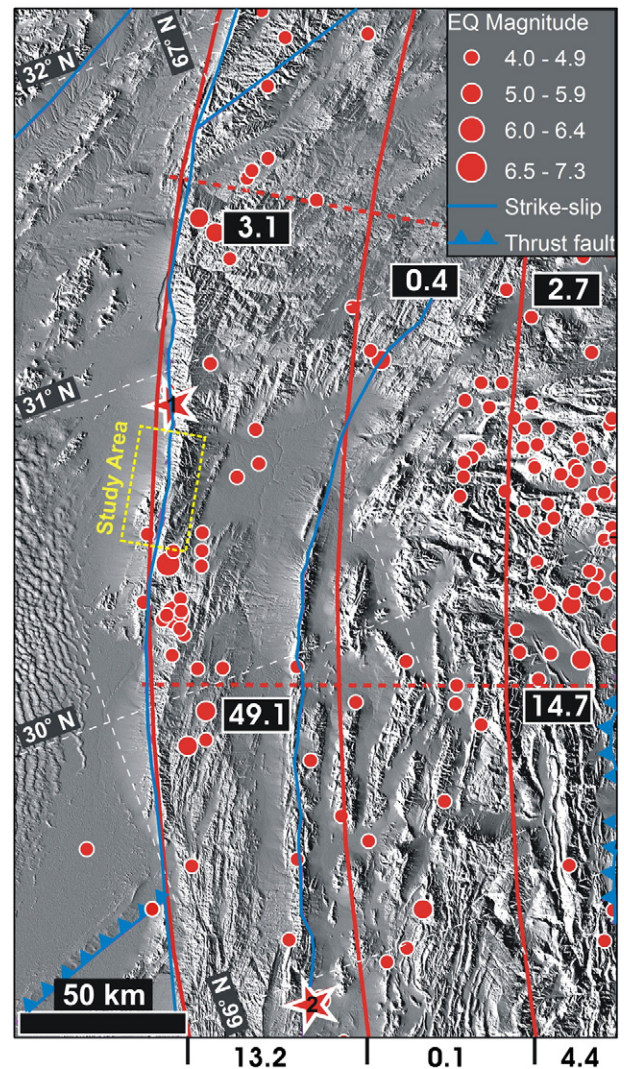 EQ Magnitude
4.0 - 4.9
5.0 - 5.9
6.0 - 6.4
6.5 - 7.3
Strike-slip
Thrust fault
32° N
67° N
3.1
0.4
2.7
31° N
1
Study Area
30° N
49.1
14.7
66° N
2
50 km
13.2
0.1
4.4